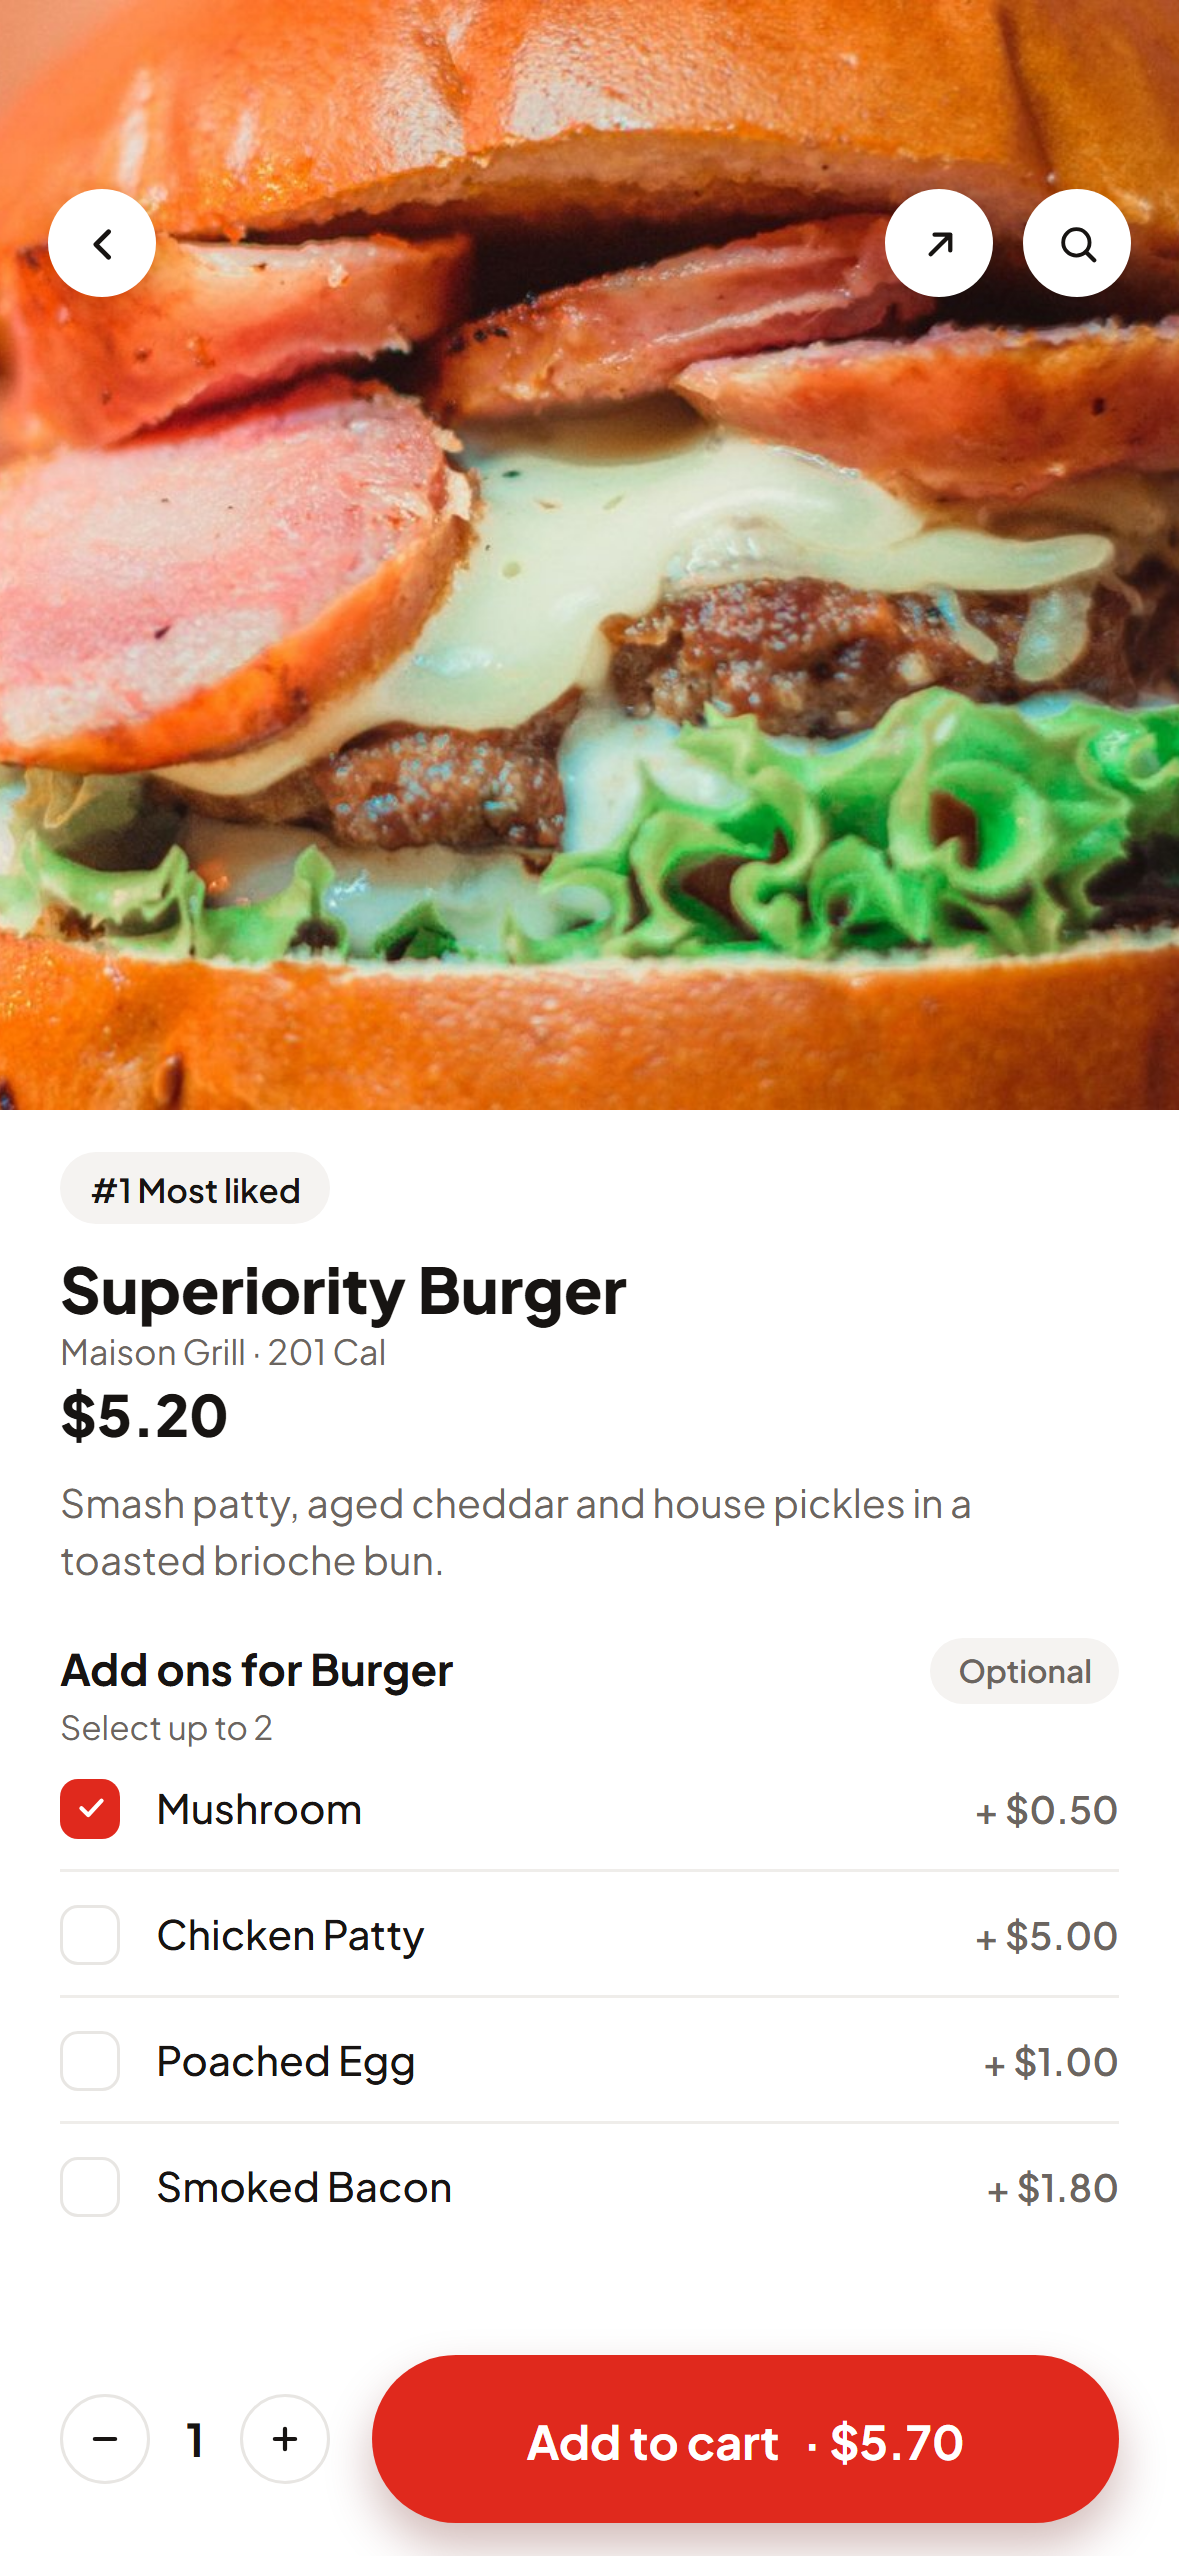 #1 Most liked
Superiority Burger
Maison Grill · 201 Cal
$5.20
Smash patty, aged cheddar and house pickles in a
toasted brioche bun.
Add ons for Burger
Optional
Select up to 2
Mushroom
+ $0.50
Chicken Patty
+ $5.00
Poached Egg
+ $1.00
Smoked Bacon
+ $1.80
1
Add to cart · $5.70